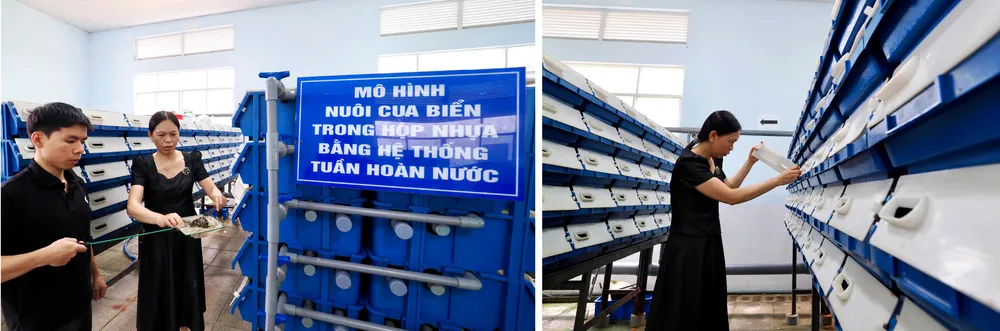 MÔ HÌNH
NUÔI CUA BIỂN
TRONG HỘP NHỰA
BẰNG HỆ THỐNG
TUẦN HOÀN NƯỚC